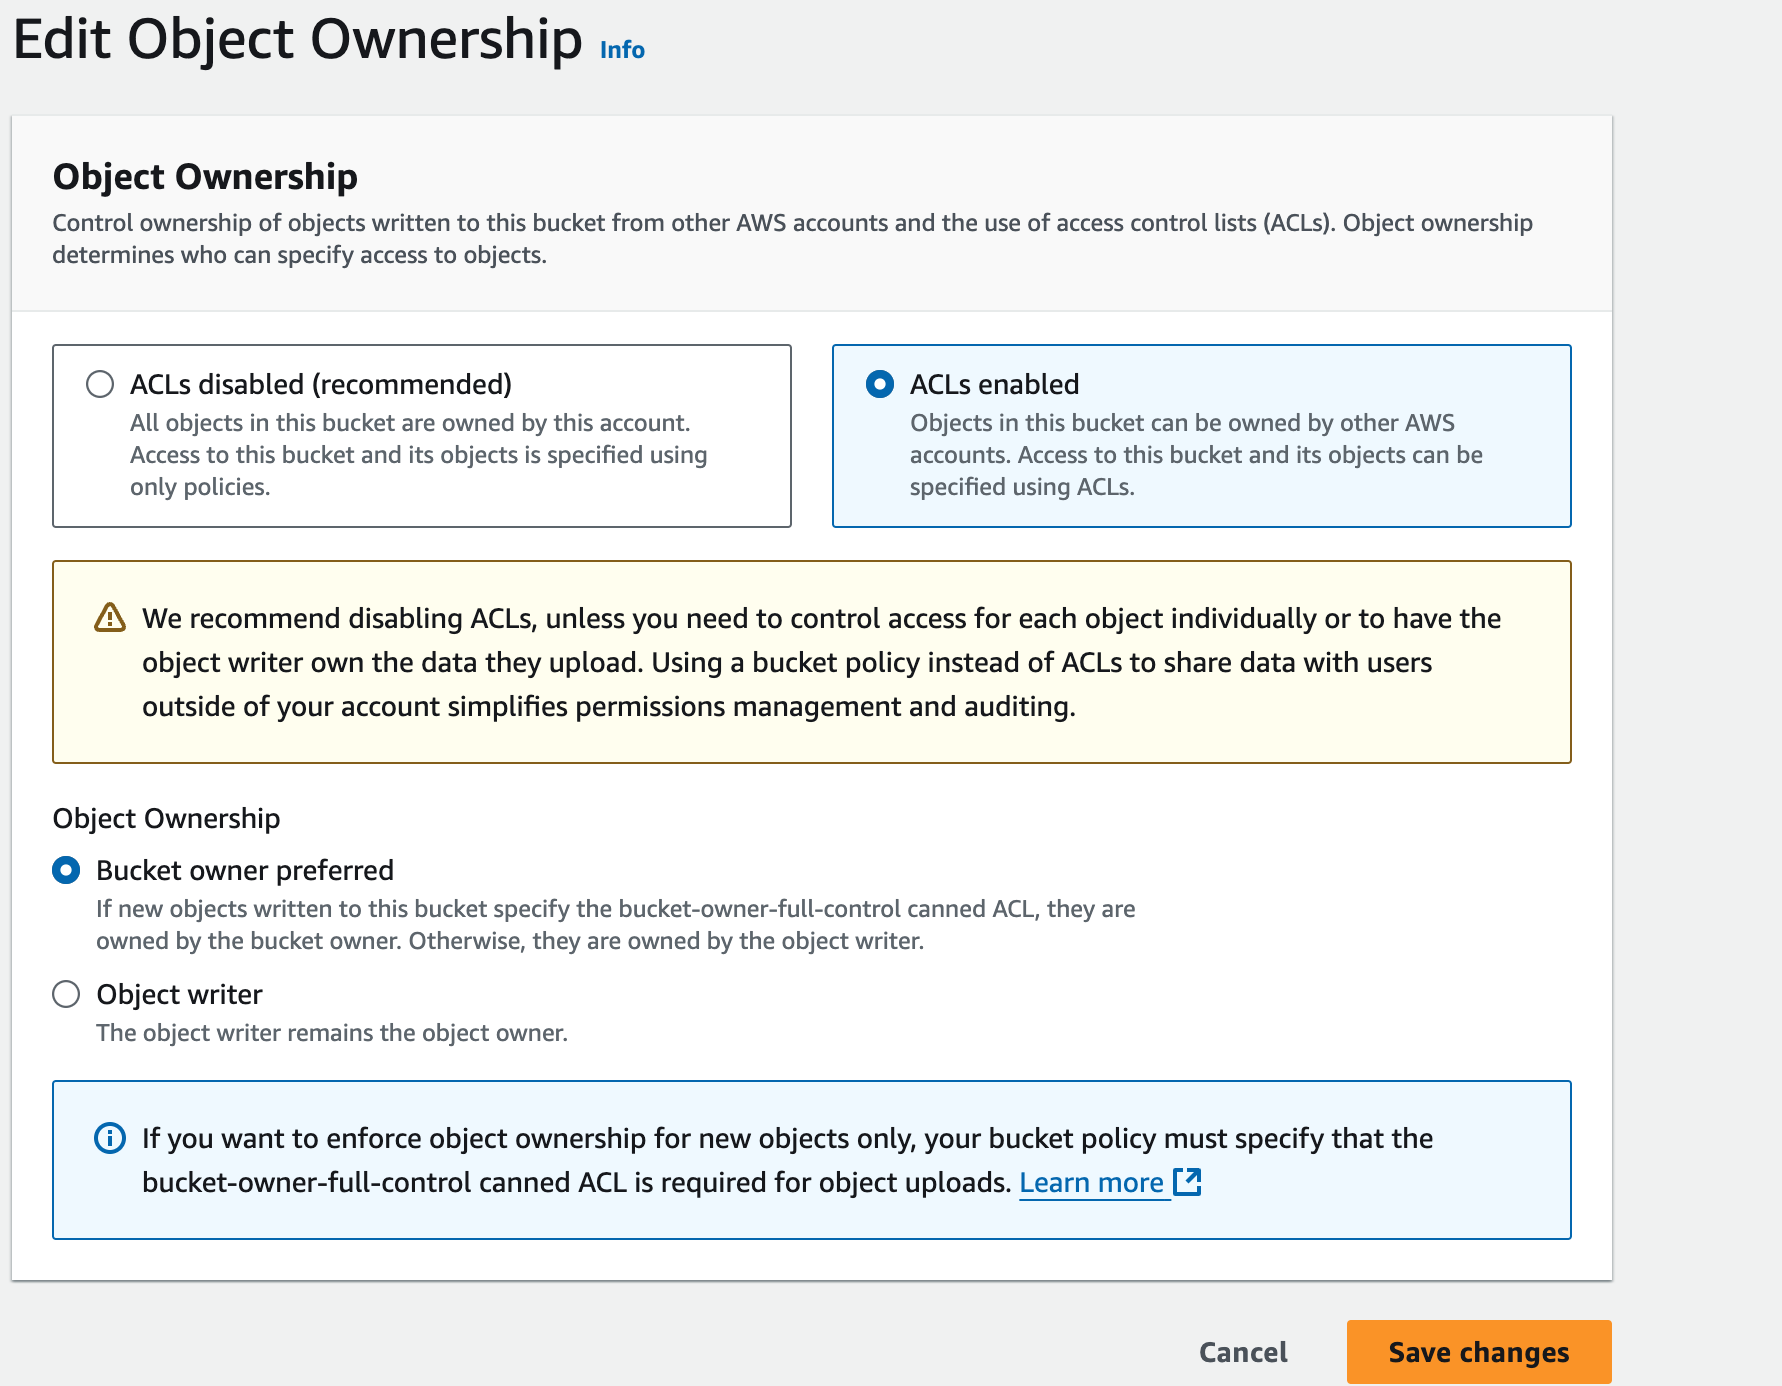 Edit Object Ownership Info
Object Ownership
Control ownership of objects written to this bucket from other AWS accounts and the use of access control lists (ACLs). Object ownership
determines who can specify access to objects.
ACLs disabled (recommended)
All objects in this bucket are owned by this account.
Access to this bucket and its objects is specified using
only policies.
ACLs enabled
Objects in this bucket can be owned by other AWS
accounts. Access to this bucket and its objects can be
specified using ACLs.
We recommend disabling ACLs, unless you need to control access for each object individually or to have the
object writer own the data they upload. Using a bucket policy instead of ACLs to share data with users
outside of your account simplifies permissions management and auditing.
Object Ownership
Bucket owner preferred
If new objects written to this bucket specify the bucket-owner-full-control canned ACL, they are
owned by the bucket owner. Otherwise, they are owned by the object writer.
Object writer
The object writer remains the object owner.
If you want to enforce object ownership for new objects only, your bucket policy must specify that the
bucket-owner-full-control canned ACL is required for object uploads. Learn more
Cancel
Save changes